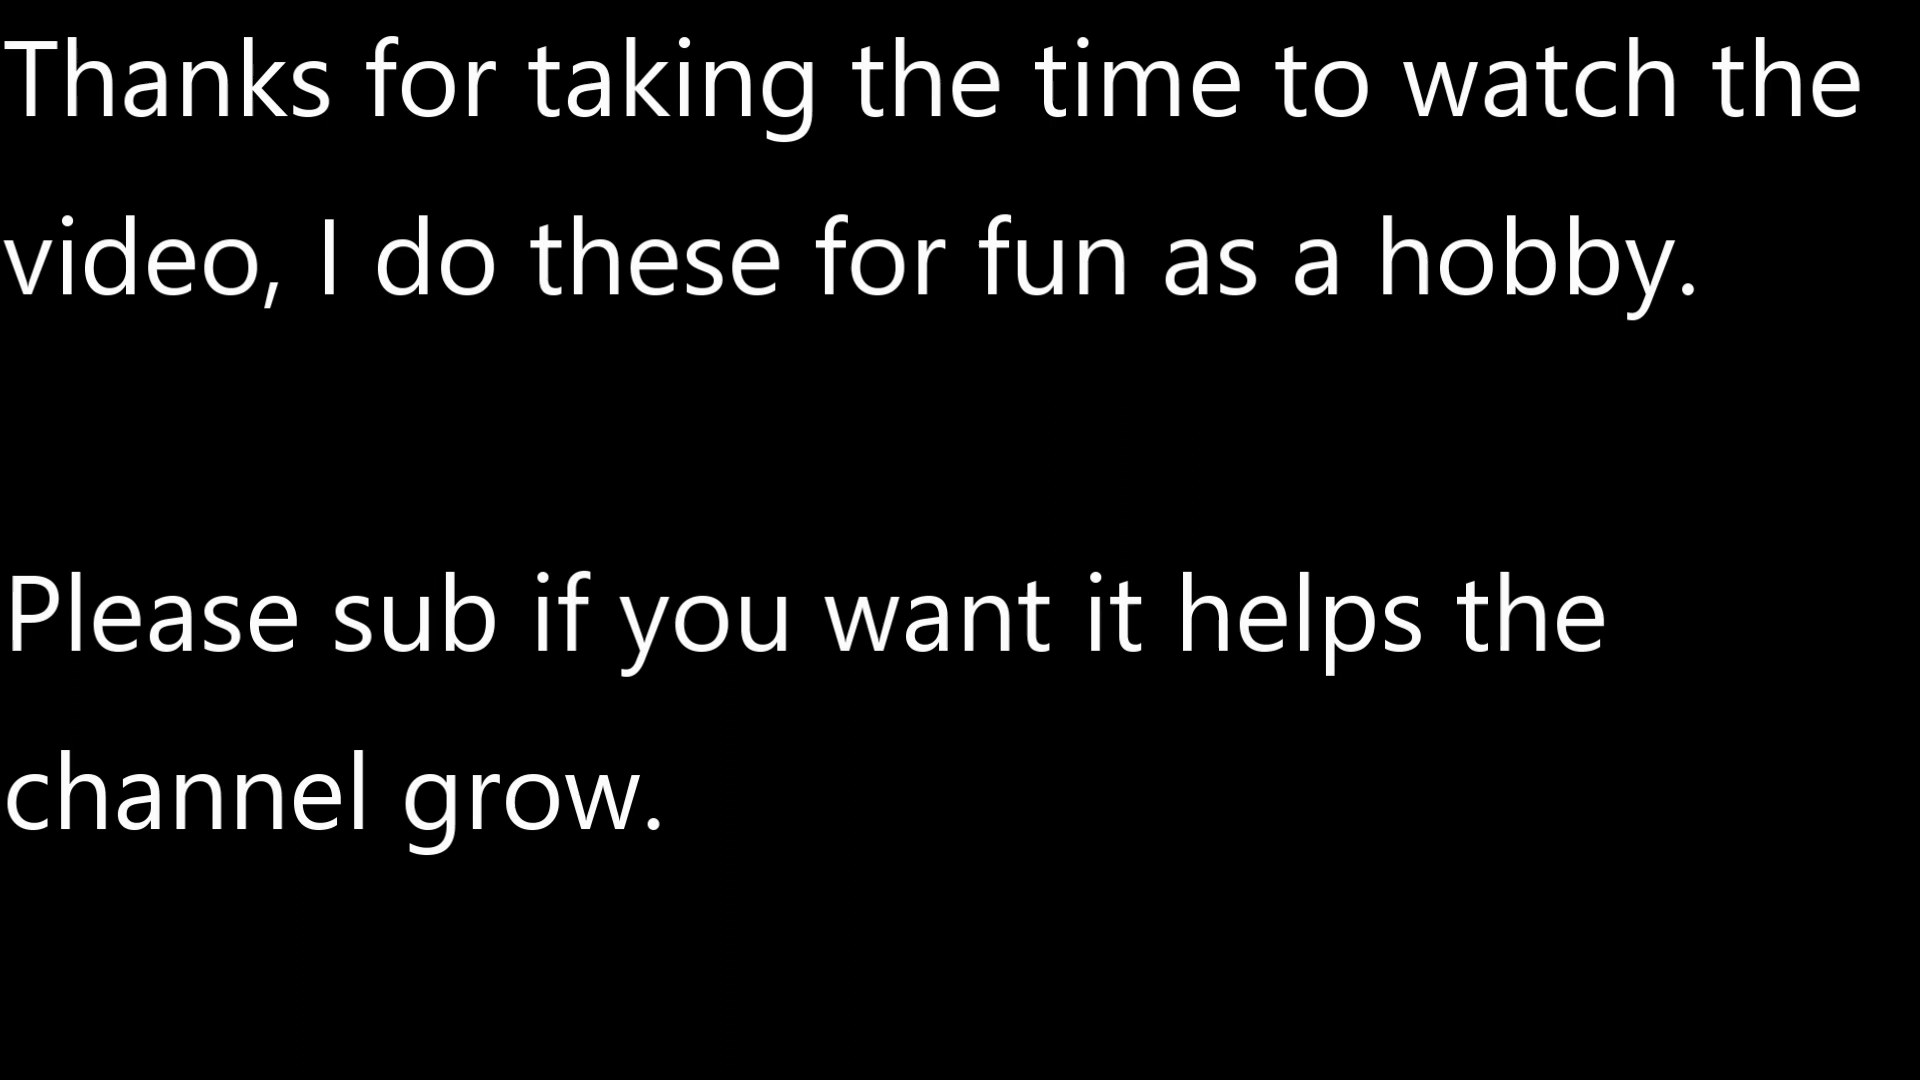 Thanks for taking the time to watch the
video, I do these for fun as a hobby.
Please sub if you want it helps the
channel grow.